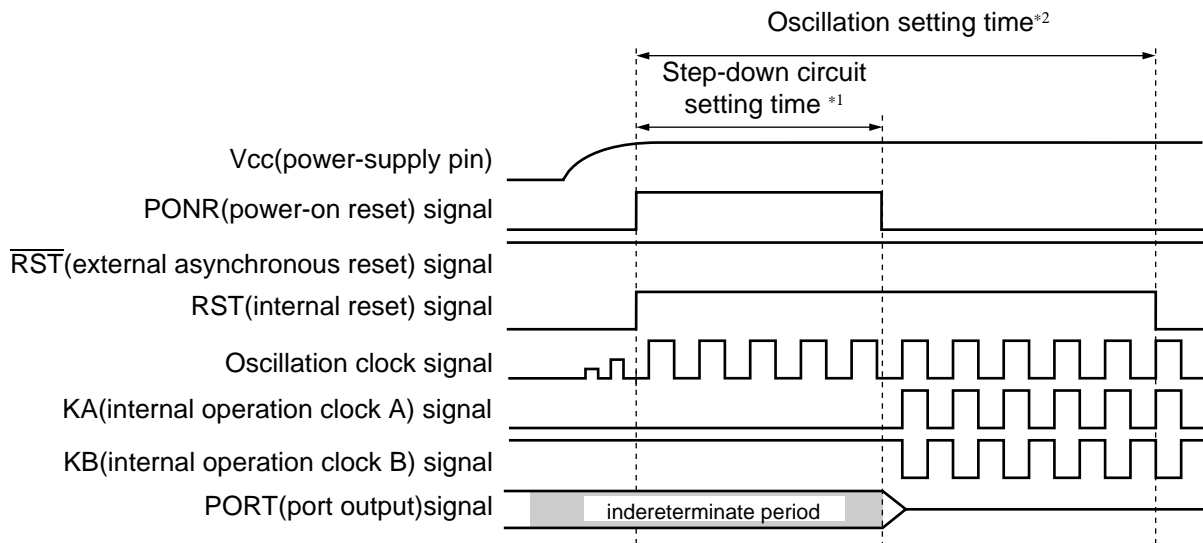 Oscillation setting time*2
Step-down circuit
setting time *1
Vcc(power-supply pin)
PONR(power-on reset) signal
RST(external asynchronous reset) signal
RST(internal reset) signal
Oscillation clock signal
KA(internal operation clock A) signal
KB(internal operation clock B) signal
PORT(port output)signal
indereterminate period